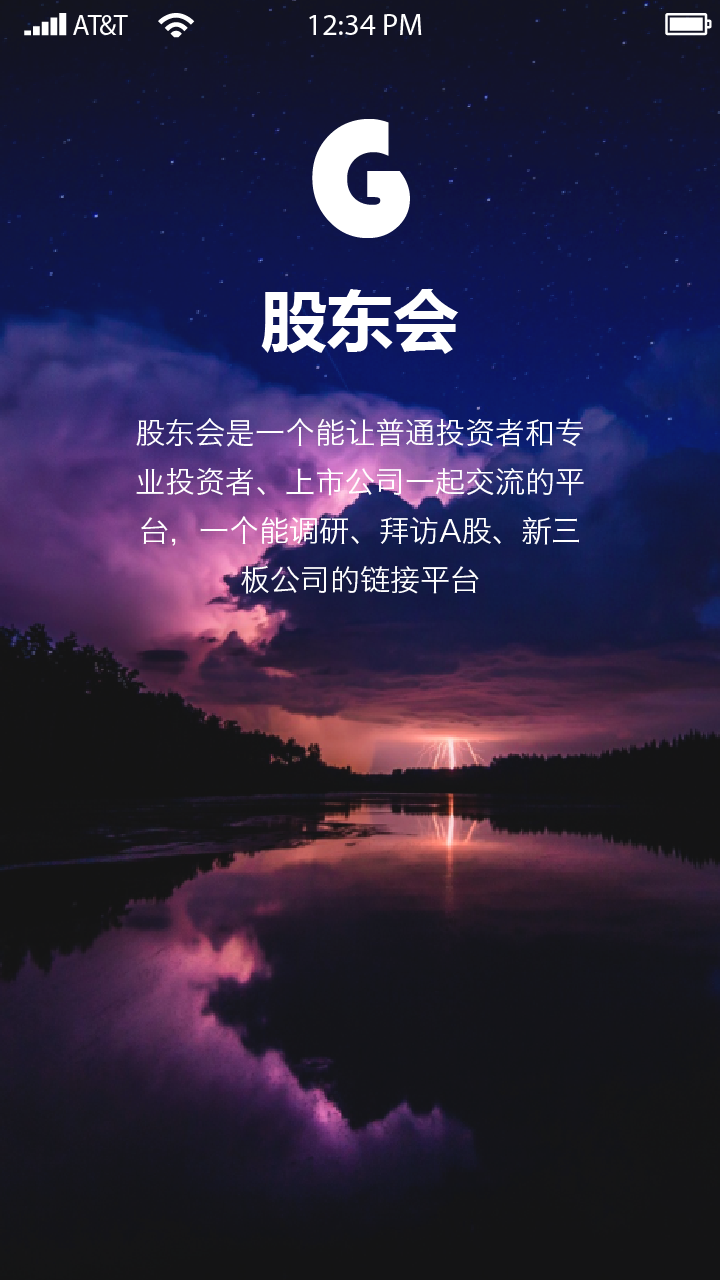 AT&T 12:34 PM
G
股东会
股东会是一个能让普通投资者和专
业投资者、上市公司一起交流的平
台，一个能调研、拜访A股、新三
板公司的链接平台